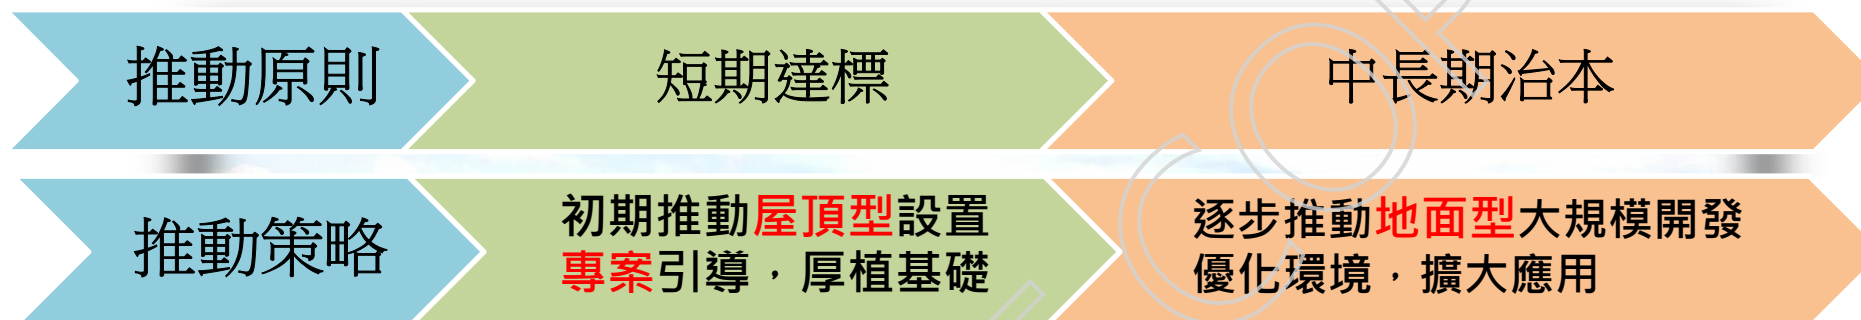 推動原則
短期達標
中長期治本
推動策略
初期推動屋頂型設置
專案引導，厚植基礎
逐步推動地面型大規模開發
優化環境，擴大應用